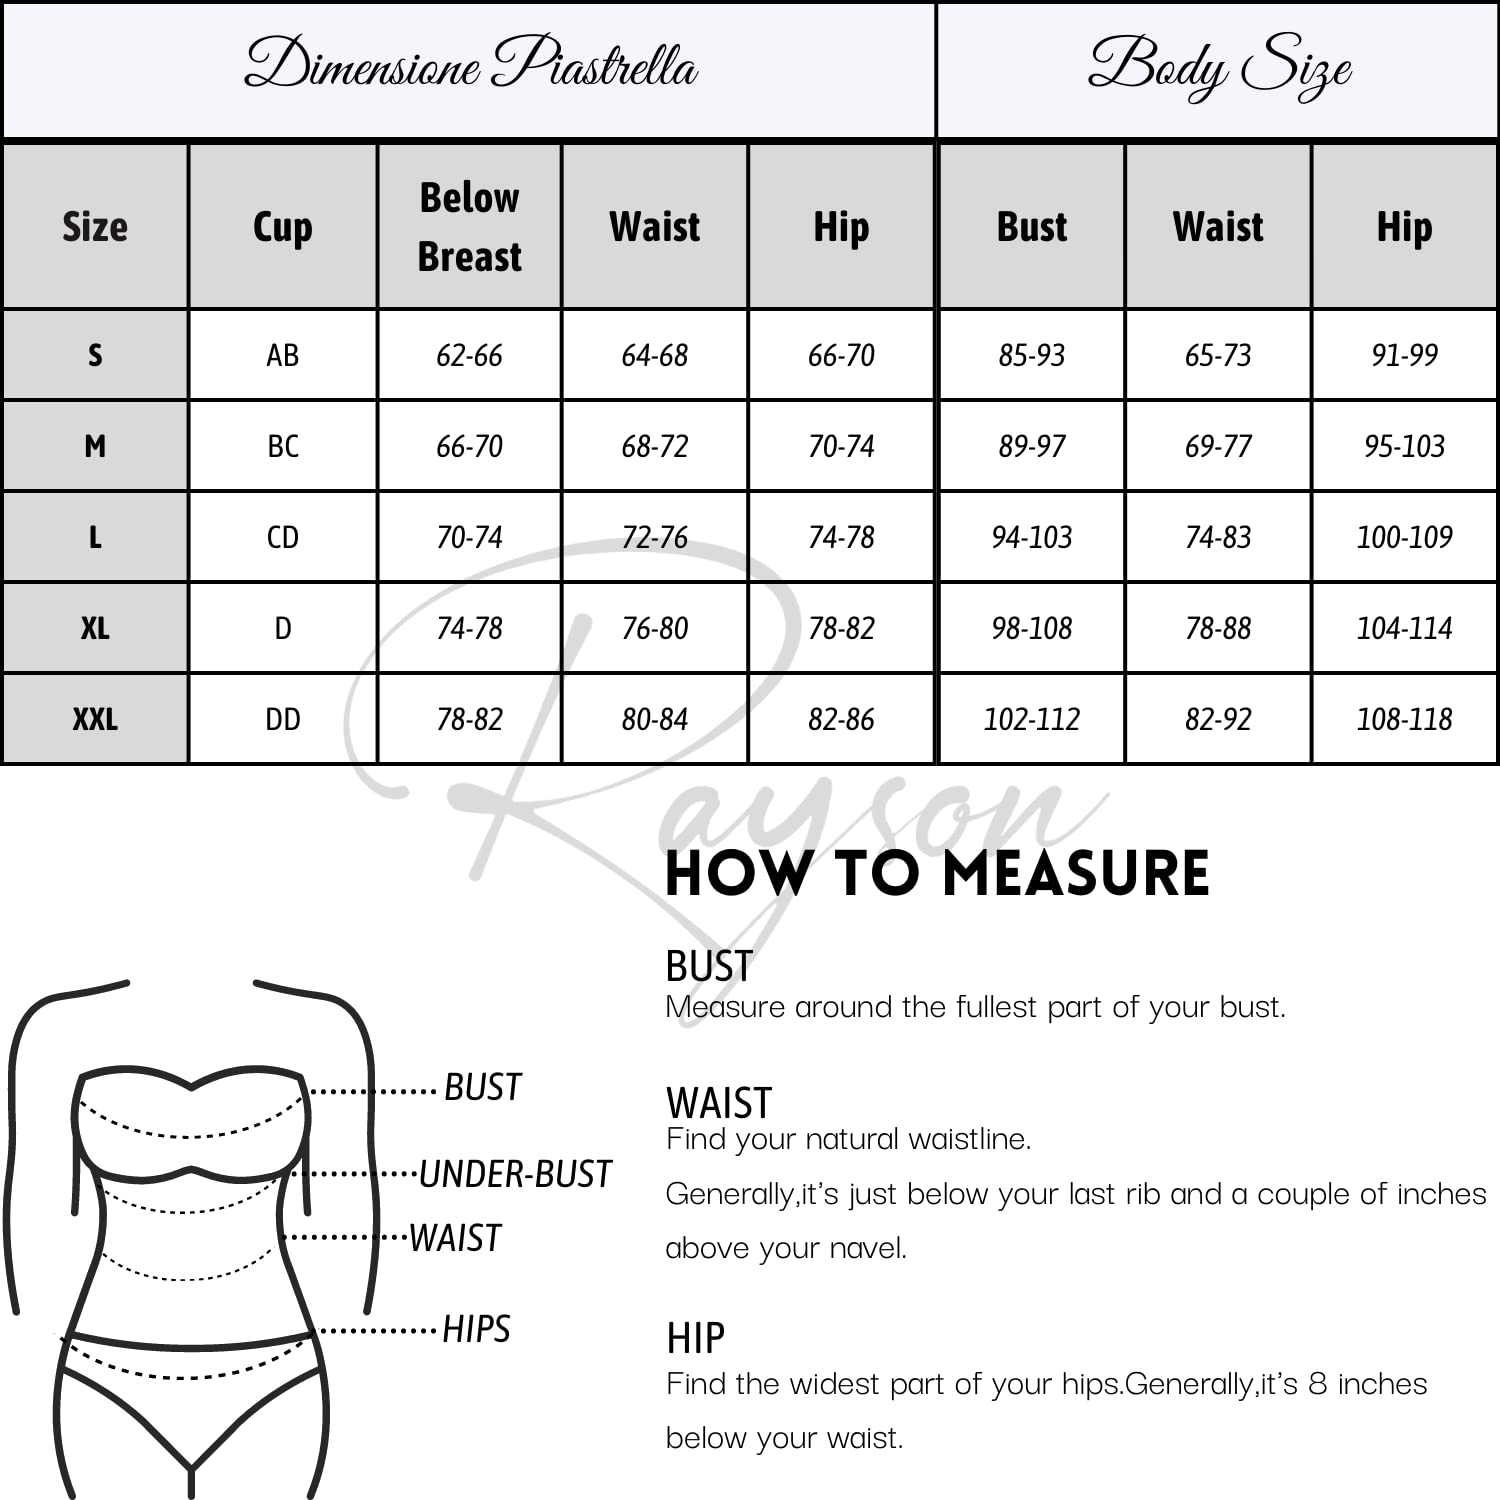 Dimensione Piastrella Body Size
Size Cup Below Breast Waist Hip Bust Waist Hip
S AB 62-66 64-68 66-70 85-93 65-73 91-99
M BC 66-70 68-72 70-74 89-97 69-77 95-103
L CD 70-74 72-76 74-78 94-103 74-83 100-109
XL D 74-78 76-80 78-82 98-108 78-88 104-114
XXL DD 78-82 80-84 82-86 102-112 82-92 108-118
Rayson
HOW TO MEASURE
BUST
Measure around the fullest part of your bust.
WAIST
Find your natural waistline.
Generally,it's just below your last rib and a couple of inches
above your navel.
HIP
Find the widest part of your hips.Generally,it's 8 inches
below your waist.
BUST
UNDER-BUST
WAIST
HIPS